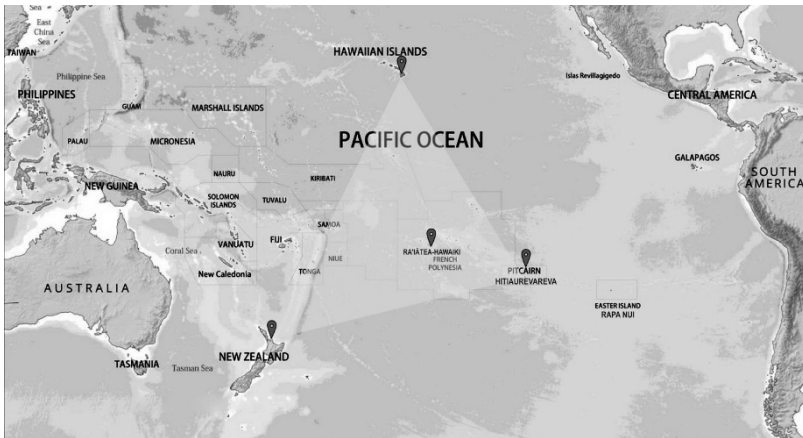 Sea
East
China
Sea
TAIWAN
HAWAIIAN ISLANDS
Islas Revillagigedo
Philippine Sea
PHILIPPINES
GUAM
MARSHALL ISLANDS
CENTRAL AMERICA
PACIFIC OCEAN
PALAU
MICRONESIA
GALAPAGOS
NAURU
KIRIBATI
SOUTH
AMERICA
NEW GUINEA
SOLOMON
ISLANDS
TUVALU
SAMOA
Coral Sea
VANUATU
FIJI
RA'IĀTEA-HAWAIKI
FRENCH
POLYNESIA
NIUE
New Caledonia
TONGA
PITCAIRN
HITIAUREVAREVA
AUSTRALIA
EASTER ISLAND
RAPA NUI
TASMANIA
Tasman Sea
NEW ZEALAND